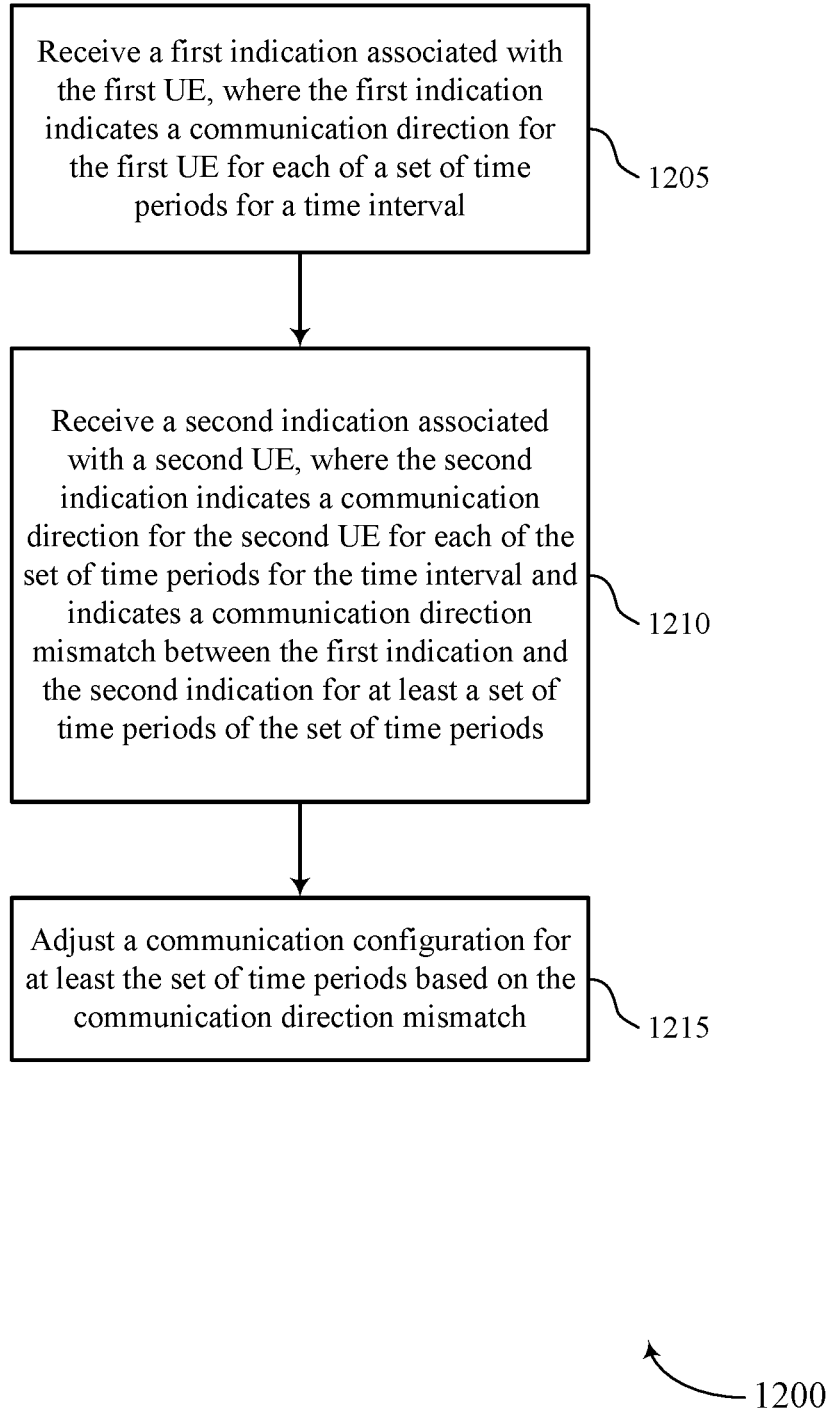 Receive a first indication associated with
the first UE, where the first indication
indicates a communication direction for
the first UE for each of a set of time
periods for a time interval
1205
Receive a second indication associated
with a second UE, where the second
indication indicates a communication
direction for the second UE for each of the
set of time periods for the time interval and
indicates a communication direction
mismatch between the first indication and
the second indication for at least a set of
time periods of the set of time periods
1210
Adjust a communication configuration for
at least the set of time periods based on the
communication direction mismatch
1215
1200